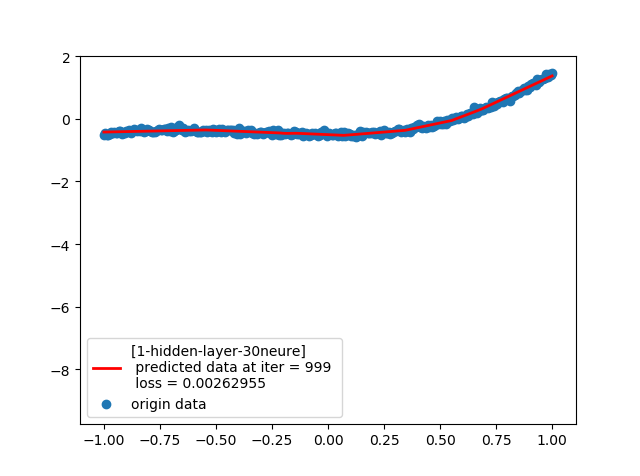 2
0
−2
−4
−6
−8
[1-hidden-layer-30neure]
predicted data at iter = 999
loss = 0.00262955
origin data
−1.00 −0.75 −0.50 −0.25 0.00 0.25 0.50 0.75 1.00